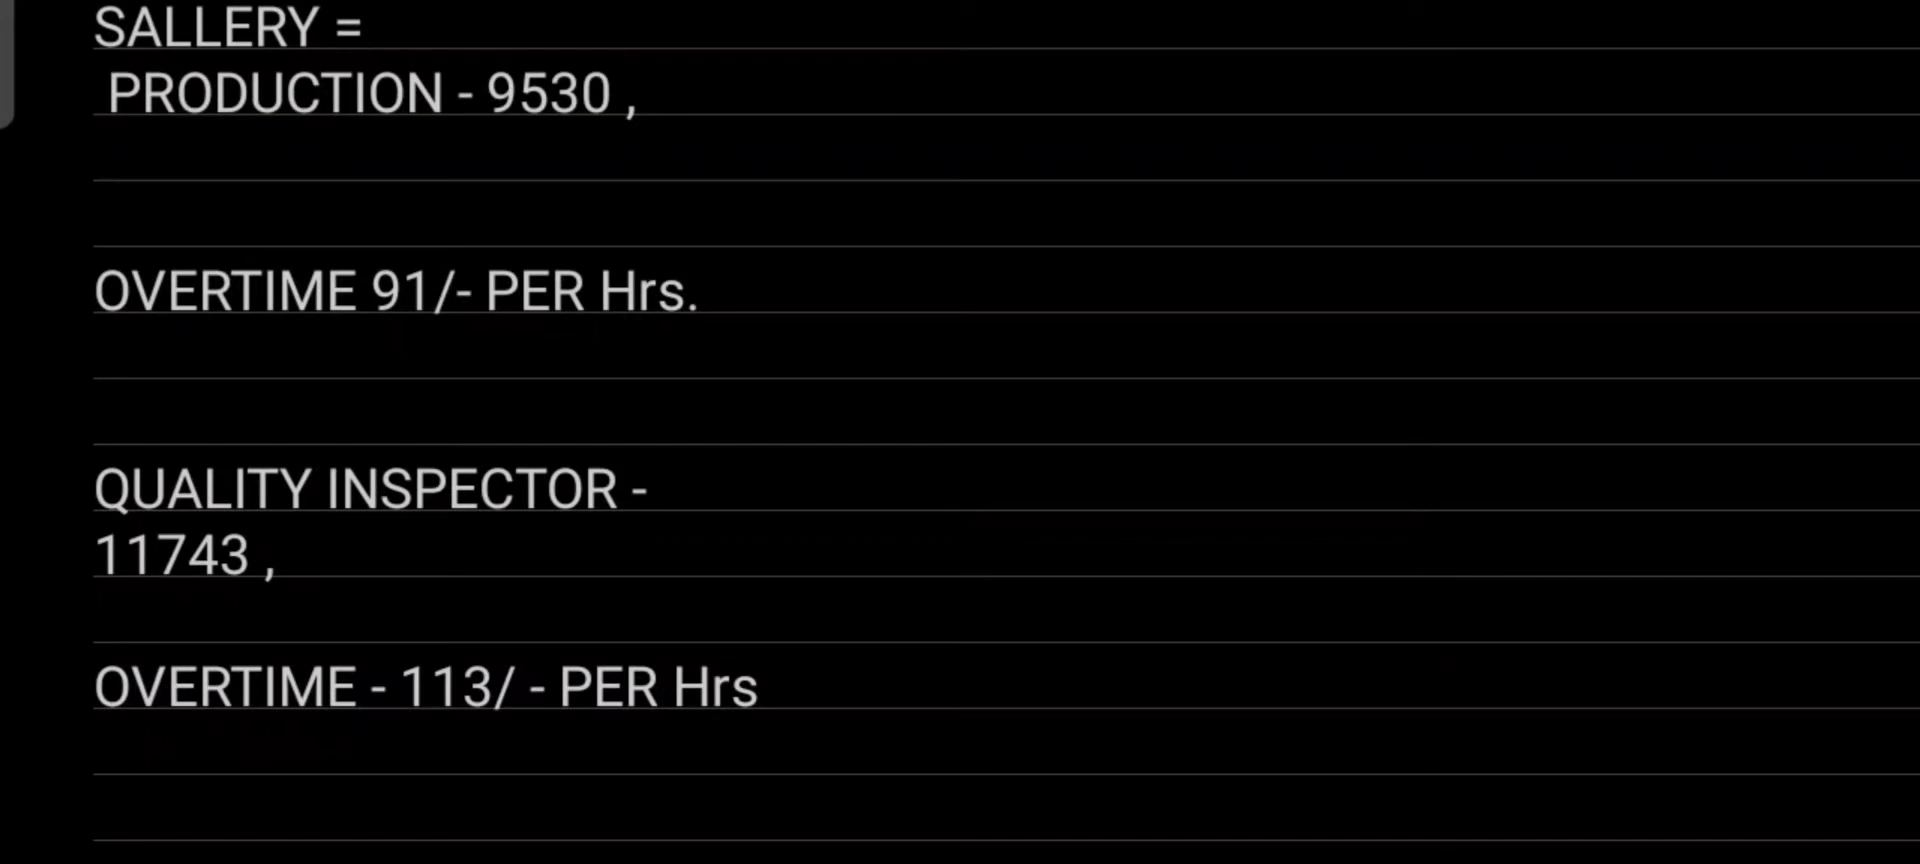 SALLERY =
PRODUCTION - 9530 ,
OVERTIME 91/- PER Hrs.
QUALITY INSPECTOR -
11743 ,
OVERTIME - 113/ - PER Hrs